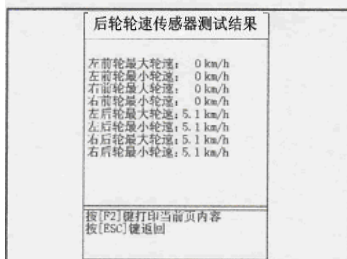 后轮轮速传感器测试结果
左前轮最大轮速: 0 km/h
左前轮最小轮速: 0 km/h
右前轮最大轮速: 0 km/h
右前轮最小轮速: 0 km/h
左后轮最大轮速: 5.1 km/h
左后轮最小轮速: 5.1 km/h
右后轮最大轮速: 5.1 km/h
右后轮最小轮速: 5.1 km/h
按[F2]键打印当前页内容
按[ESC]键返回